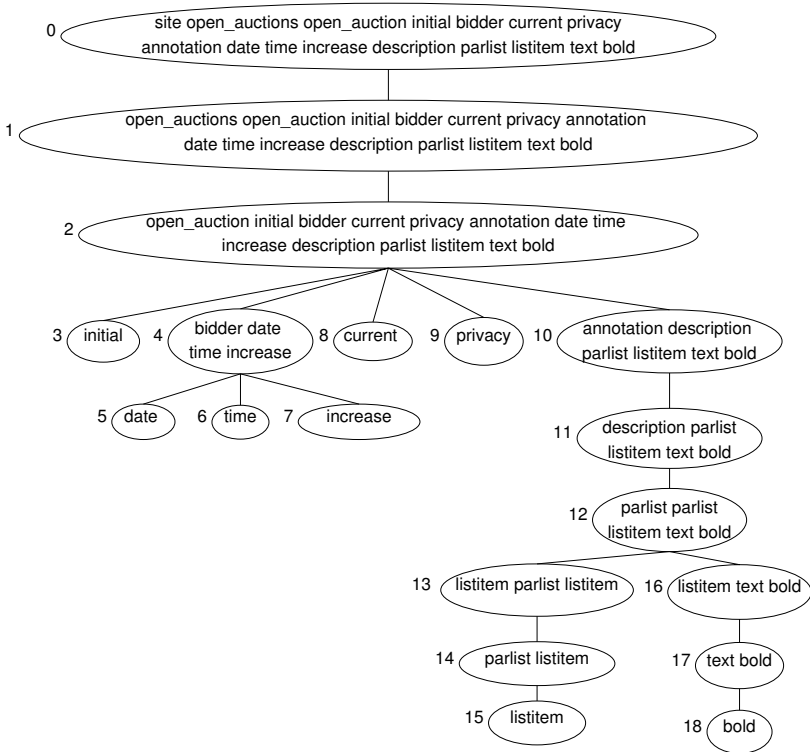 0
site open_auctions open_auction initial bidder current privacy
annotation date time increase description parlist listitem text bold
1
open_auctions open_auction initial bidder current privacy annotation
date time increase description parlist listitem text bold
2
open_auction initial bidder current privacy annotation date time
increase description parlist listitem text bold
3 initial
4 bidder date
time increase
8 current
9 privacy
10 annotation description
parlist listitem text bold
5 date
6 time
7 increase
11 description parlist
listitem text bold
12 parlist parlist
listitem text bold
13 listitem parlist listitem
16 listitem text bold
14 parlist listitem
17 text bold
15 listitem
18 bold